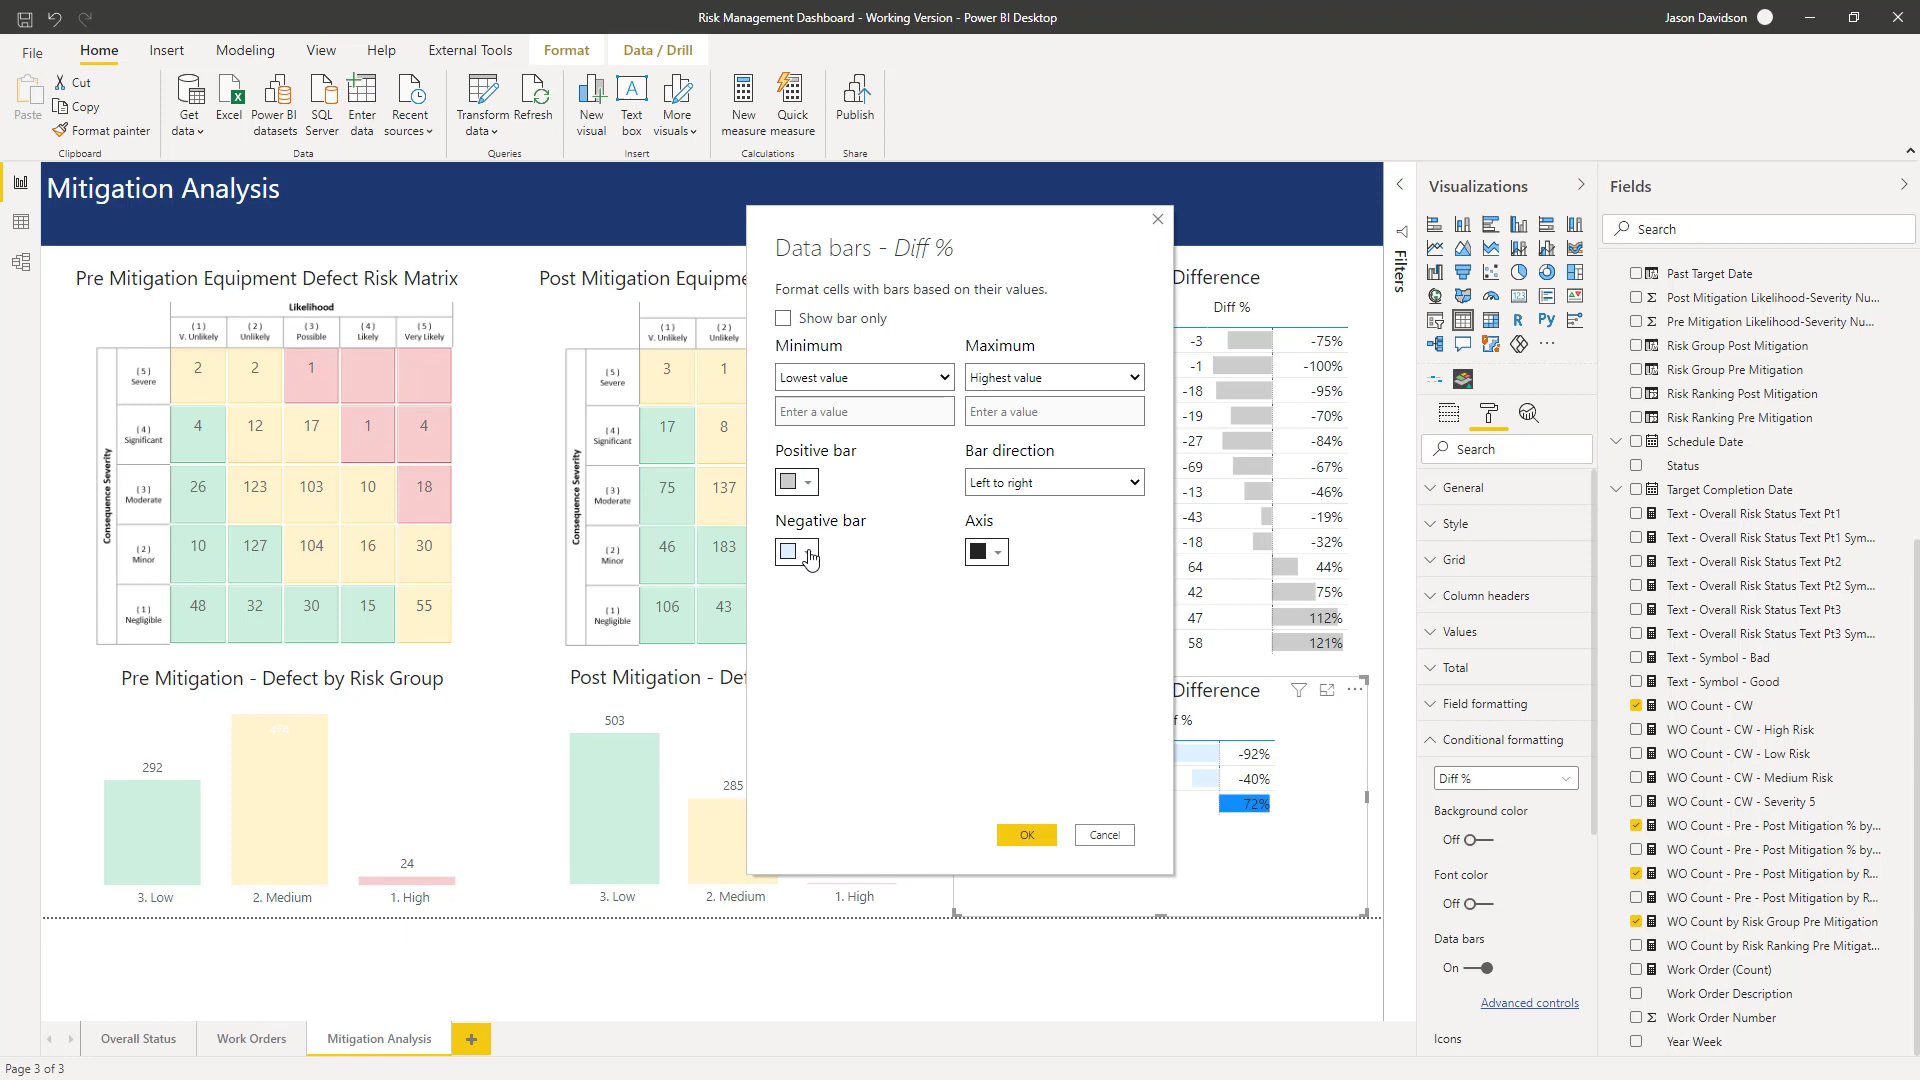 Risk Management Dashboard - Working Version - Power BI Desktop
Jason Davidson
File
Home
Insert
Modeling
View
Help
External Tools
Format
Data / Drill
Paste
Cut
Copy
Format painter
Clipboard
Get data
Excel
Power BI datasets
SQL Server
Enter data
Recent sources
Data
Transform data
Refresh
Queries
New visual
Text box
More visuals
Insert
New measure
Quick measure
Calculations
Publish
Share
Mitigation Analysis
Pre Mitigation Equipment Defect Risk Matrix
Likelihood
(1) V. Unlikely
(2) Unlikely
(3) Possible
(4) Likely
(5) Very Likely
Consequence Severity
(5) Severe
2 2 1
(4) Significant
4 12 17 1 4
(3) Moderate
26 123 103 10 18
(2) Minor
10 127 104 16 30
(1) Negligible
48 32 30 15 55
Post Mitigation Equipme
(1) V. Unlikely
(2) Unlikely
Consequence Severity
(5) Severe
3 1
(4) Significant
17 8
(3) Moderate
75 137
(2) Minor
46 183
(1) Negligible
106 43
Pre Mitigation - Defect by Risk Group
292
474
24
3. Low
2. Medium
1. High
Post Mitigation - De
503
285
3. Low
2. Medium
1. High
Data bars - Diff %
Format cells with bars based on their values.
Show bar only
Minimum
Maximum
Lowest value
Highest value
Enter a value
Enter a value
Positive bar
Bar direction
Left to right
Negative bar
Axis
OK
Cancel
Difference
Diff %
-3 -75%
-1 -100%
-18 -95%
-19 -70%
-27 -84%
-69 -67%
-13 -46%
-43 -19%
-18 -32%
64 44%
42 75%
47 112%
58 121%
Difference
f %
-92%
-40%
72%
Filters
Visualizations
R
Py
Search
General
Style
Grid
Column headers
Values
Total
Field formatting
Conditional formatting
Diff %
Background color
Off
Font color
Off
Data bars
On
Advanced controls
Icons
Fields
Search
Past Target Date
Post Mitigation Likelihood-Severity Nu...
Pre Mitigation Likelihood-Severity Nu...
Risk Group Post Mitigation
Risk Group Pre Mitigation
Risk Ranking Post Mitigation
Risk Ranking Pre Mitigation
Schedule Date
Status
Target Completion Date
Text - Overall Risk Status Text Pt1
Text - Overall Risk Status Text Pt1 Sym...
Text - Overall Risk Status Text Pt2
Text - Overall Risk Status Text Pt2 Sym...
Text - Overall Risk Status Text Pt3
Text - Overall Risk Status Text Pt3 Sym...
Text - Symbol - Bad
Text - Symbol - Good
WO Count - CW
WO Count - CW - High Risk
WO Count - CW - Low Risk
WO Count - CW - Medium Risk
WO Count - CW - Severity 5
WO Count - Pre - Post Mitigation % by...
WO Count - Pre - Post Mitigation % by...
WO Count - Pre - Post Mitigation by R...
WO Count - Pre - Post Mitigation by R...
WO Count by Risk Group Pre Mitigation
WO Count by Risk Ranking Pre Mitigat...
Work Order (Count)
Work Order Description
Work Order Number
Year Week
Overall Status
Work Orders
Mitigation Analysis
Page 3 of 3